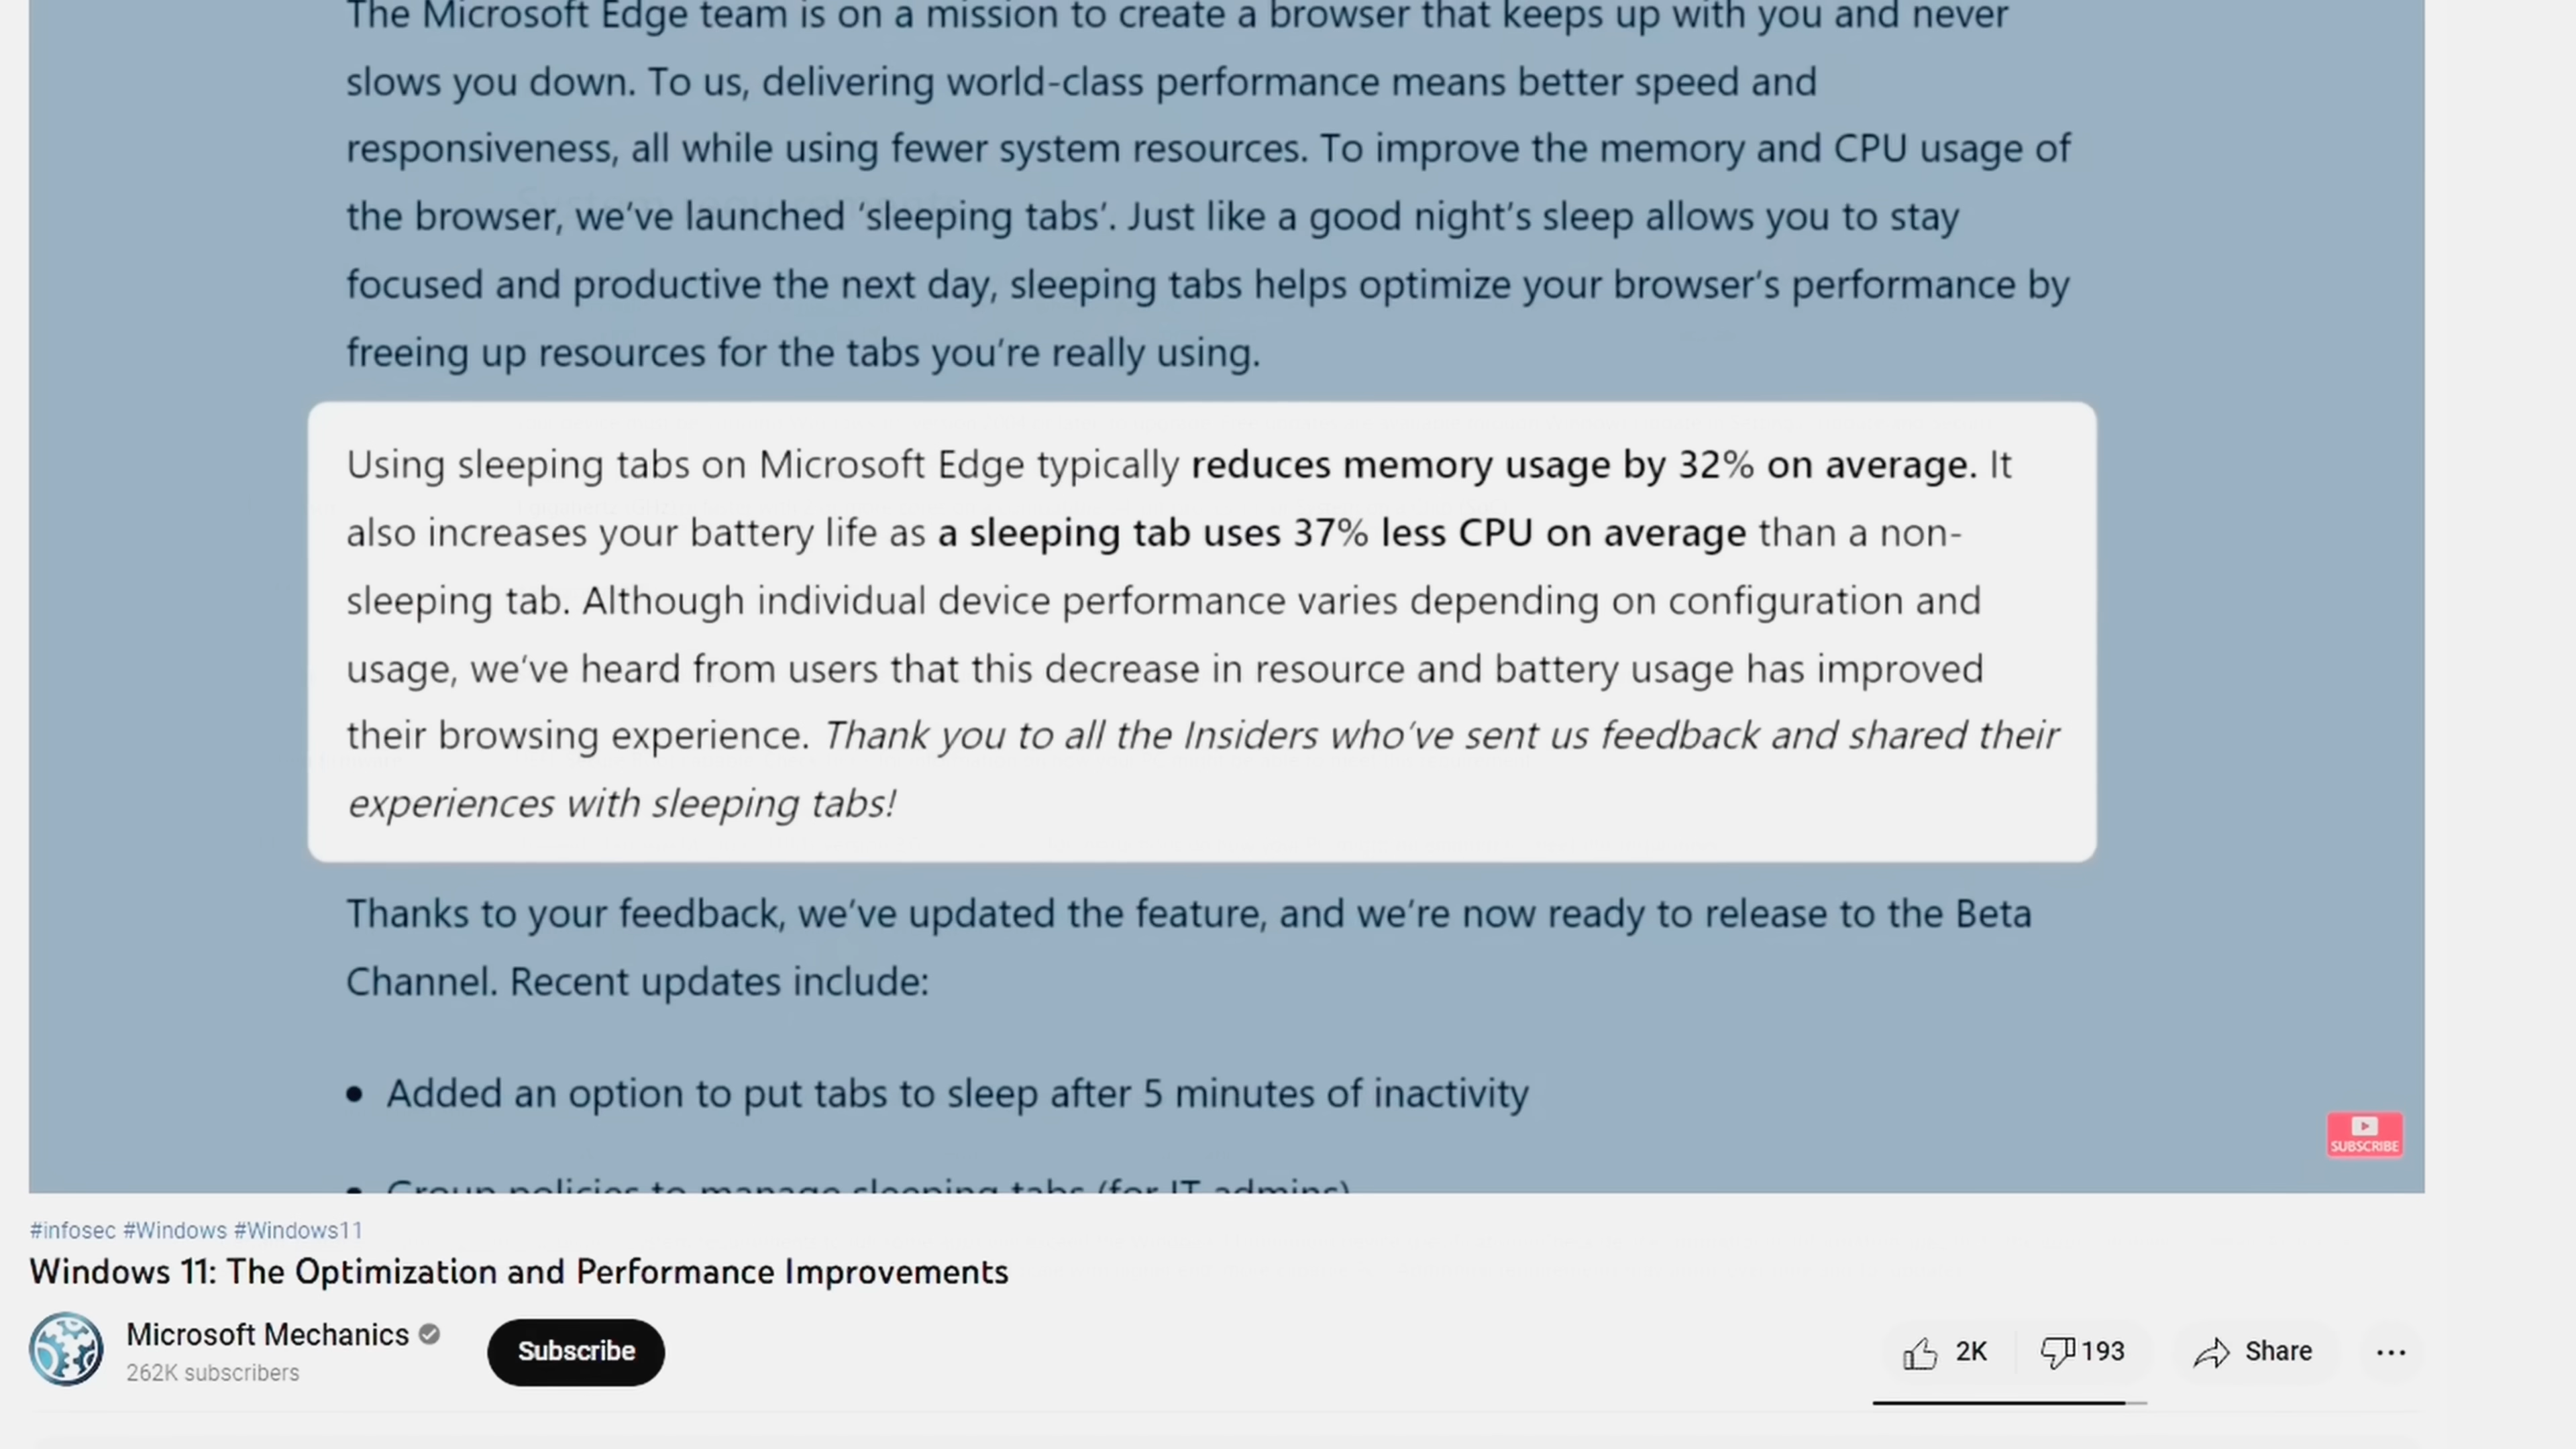 The Microsoft Edge team is on a mission to create a browser that keeps up with you and never
slows you down. To us, delivering world-class performance means better speed and
responsiveness, all while using fewer system resources. To improve the memory and CPU usage of
the browser, we've launched ‘sleeping tabs’. Just like a good night's sleep allows you to stay
focused and productive the next day, sleeping tabs helps optimize your browser's performance by
freeing up resources for the tabs you're really using.
Using sleeping tabs on Microsoft Edge typically reduces memory usage by 32% on average. It
also increases your battery life as a sleeping tab uses 37% less CPU on average than a non-
sleeping tab. Although individual device performance varies depending on configuration and
usage, we've heard from users that this decrease in resource and battery usage has improved
their browsing experience. Thank you to all the Insiders who've sent us feedback and shared their
experiences with sleeping tabs!
Thanks to your feedback, we've updated the feature, and we're now ready to release to the Beta
Channel. Recent updates include:
• Added an option to put tabs to sleep after 5 minutes of inactivity
• Group policies to manage sleeping tabs (for IT admins)
SUBSCRIBE
#infosec #Windows #Windows11
Windows 11: The Optimization and Performance Improvements
Microsoft Mechanics
262K subscribers
Subscribe
2K
193
Share